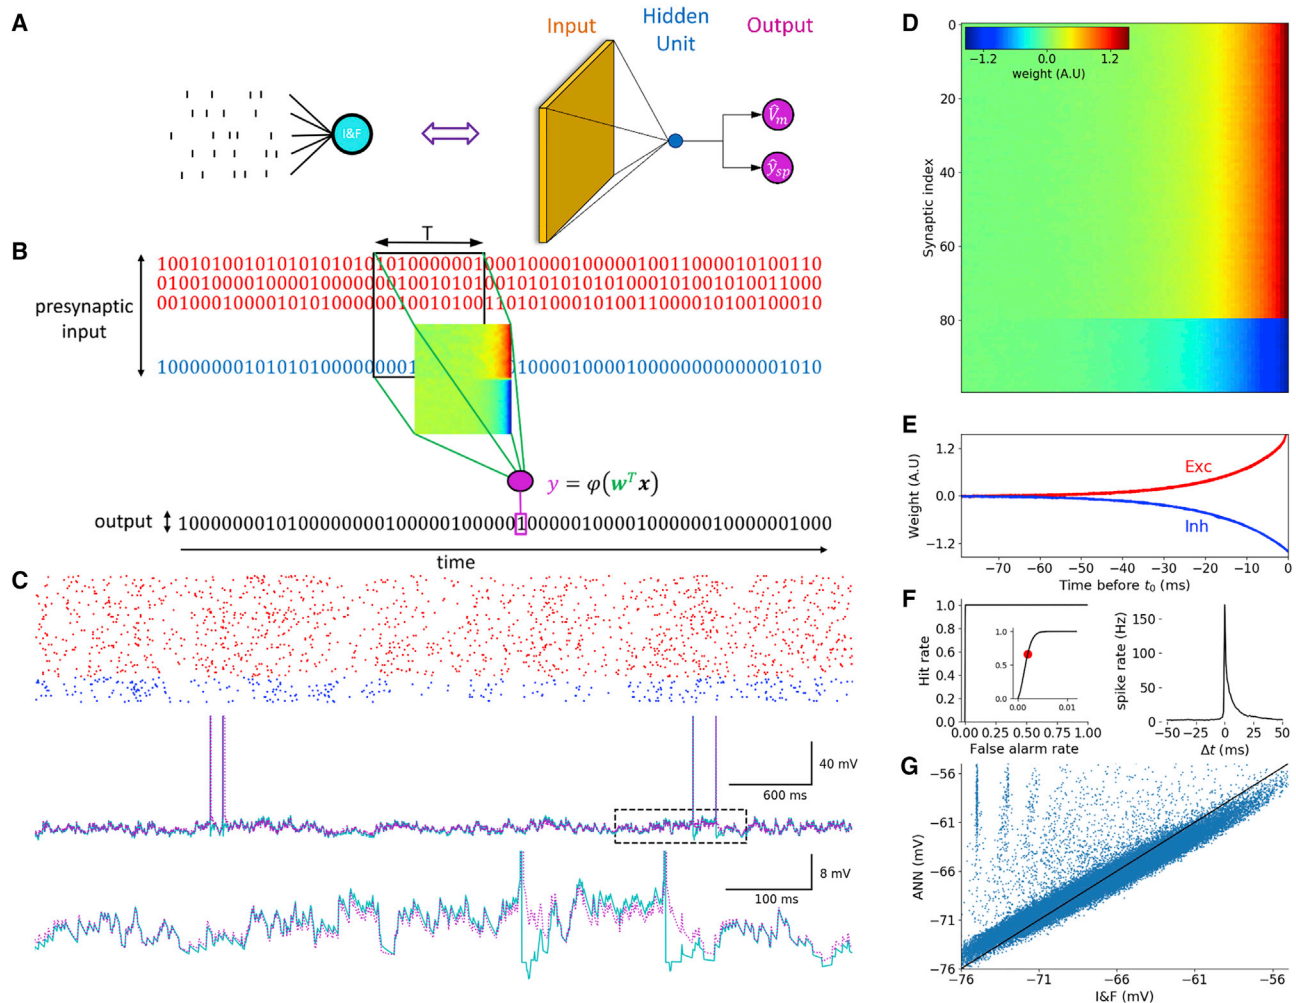 A
Input
Hidden
Unit
Output
I&F
V̂m
ŷsp
B
T
presynaptic
input
y = φ(wᵀx)
output
time
C
40 mV
600 ms
8 mV
100 ms
D
0
20
40
60
80
Synaptic index
−1.2 0.0 1.2
weight (A.U)
E
1.2
0.0
−1.2
Weight (A.U)
Exc
Inh
−70 −60 −50 −40 −30 −20 −10 0
Time before t₀ (ms)
F
1.0
0.8
0.6
0.4
0.2
0.0
Hit rate
1.0
0.5
0.0
0.00 0.01
0.00 0.25 0.50 0.75 1.00
False alarm rate
spike rate (Hz)
150
100
50
0
−50 −25 0 25 50
Δt (ms)
G
−56
−61
−66
−71
−76
ANN (mV)
−76 −71 −66 −61 −56
I&F (mV)